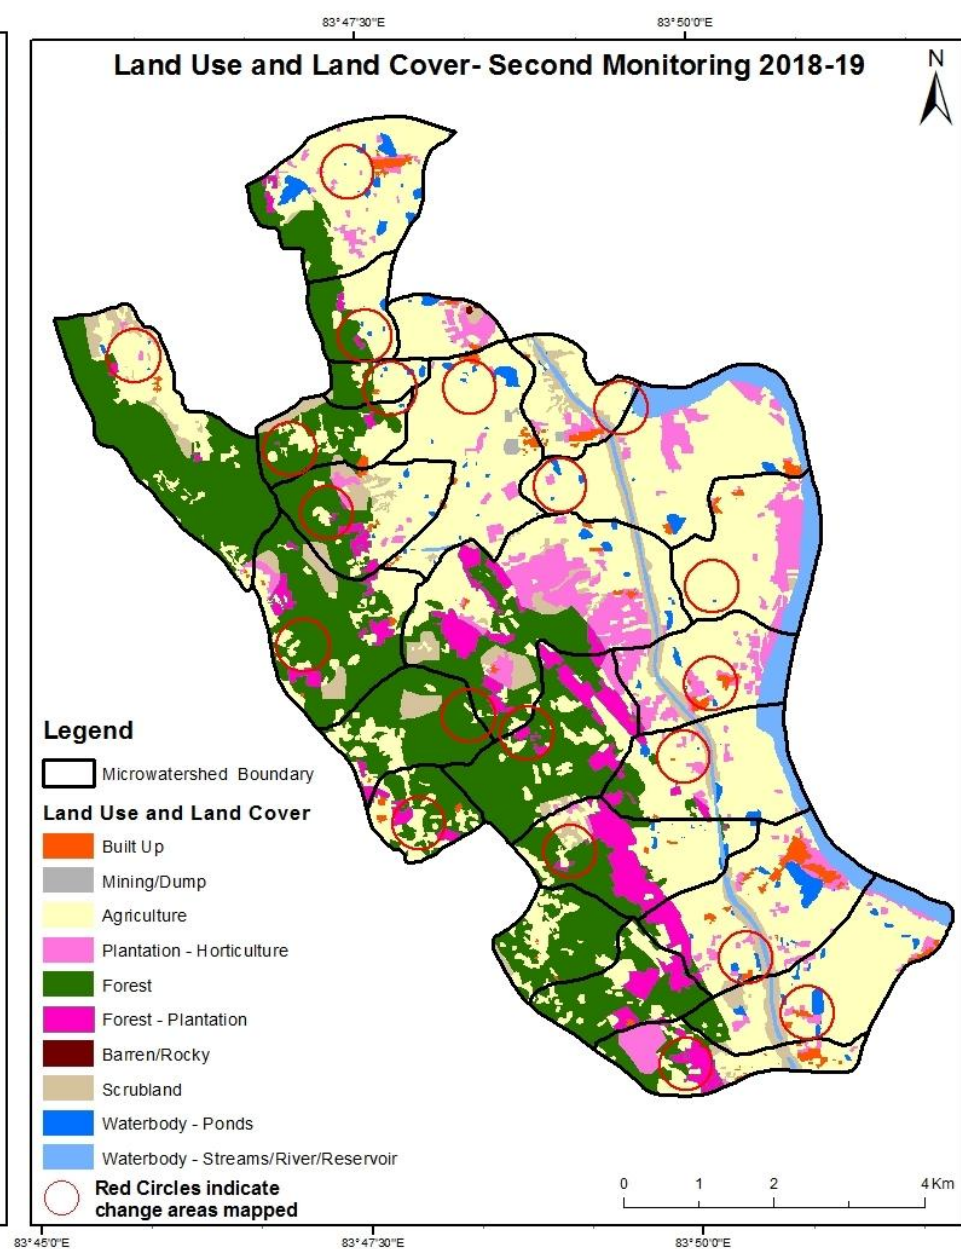 83°47'30"E
83°50'0"E
Land Use and Land Cover- Second Monitoring 2018-19
N
Legend
Microwatershed Boundary
Land Use and Land Cover
Built Up
Mining/Dump
Agriculture
Plantation - Horticulture
Forest
Forest - Plantation
Barren/Rocky
Scrubland
Waterbody - Ponds
Waterbody - Streams/River/Reservoir
Red Circles indicate
change areas mapped
0 1 2 4 Km
83°45'0"E
83°47'30"E
83°50'0"E